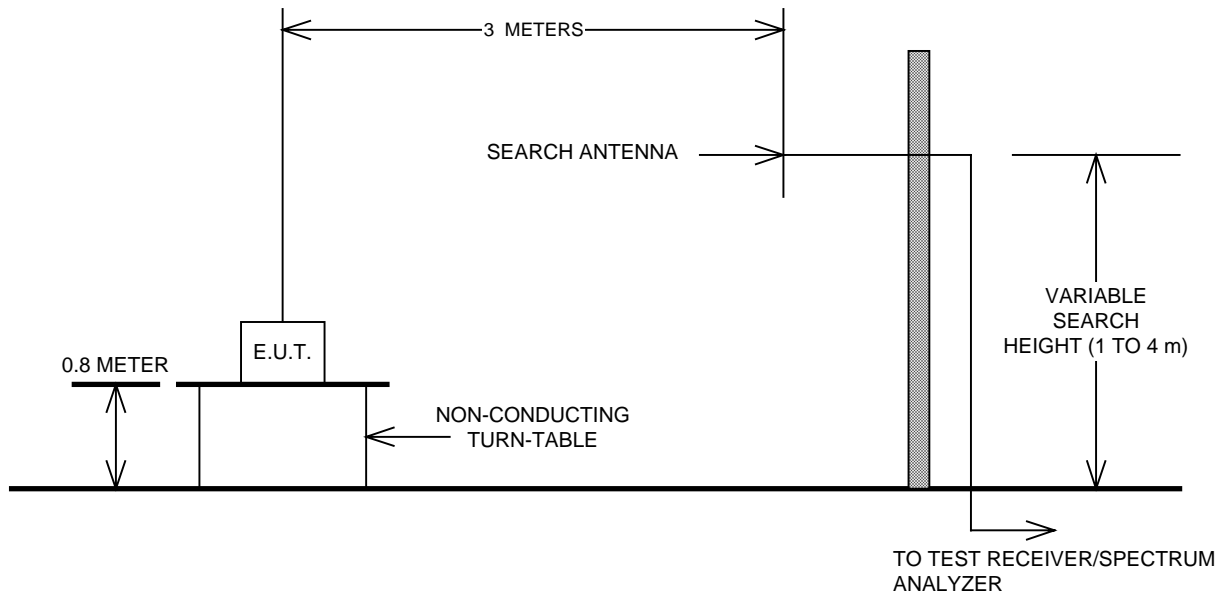 3 METERS
SEARCH ANTENNA
E.U.T.
0.8 METER
NON-CONDUCTING
TURN-TABLE
VARIABLE
SEARCH
HEIGHT (1 TO 4 m)
TO TEST RECEIVER/SPECTRUM
ANALYZER